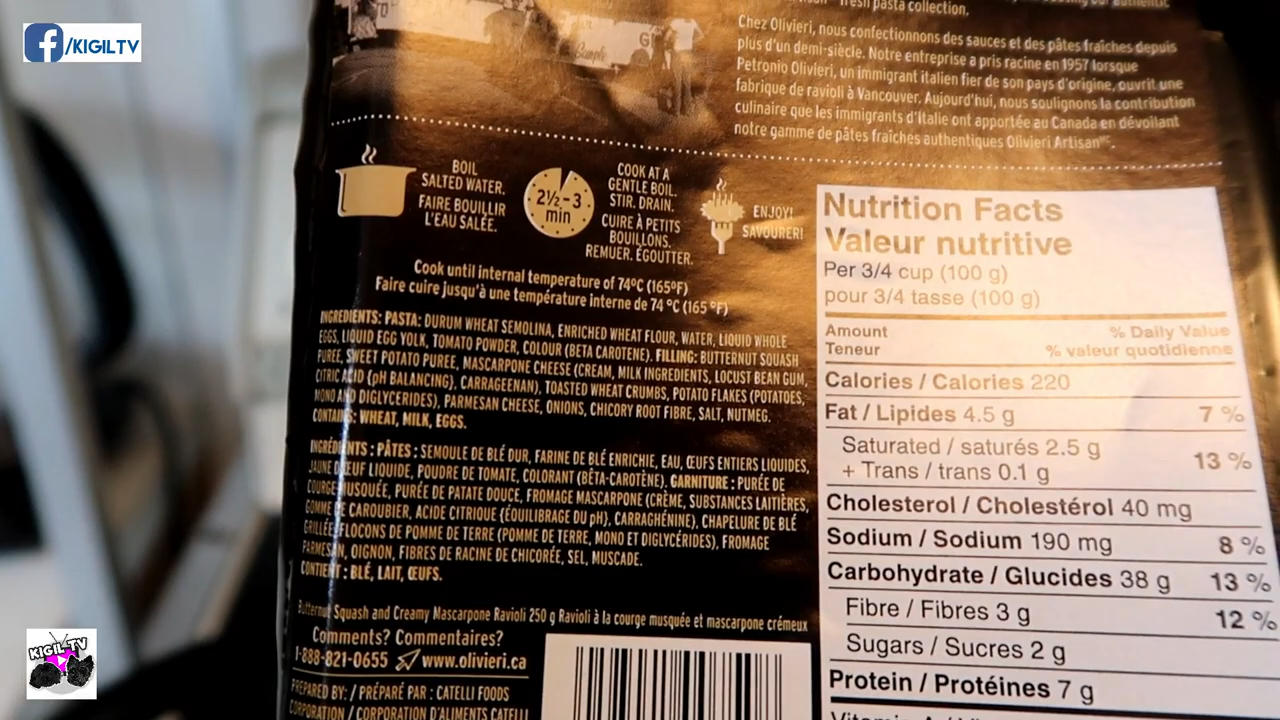 /KIGILTV
fresh pasta collection.
Chez Olivieri, nous confectionnons des sauces et des pâtes fraîches depuis
plus d'un demi-siècle. Notre entreprise a pris racine en 1957 lorsque
Petronio Olivieri, un immigrant italien fier de son pays d'origine, ouvrit une
fabrique de ravioli à Vancouver. Aujourd'hui, nous soulignons la contribution
culinaire que les immigrants d'Italie ont apportée au Canada en dévoilant
notre gamme de pâtes fraîches authentiques Olivieri Artisan
BOIL
SALTED WATER.
FAIRE BOUILLIR
L'EAU SALÉE.
2½-3
min
COOK AT A
GENTLE BOIL.
STIR. DRAIN.
CUIRE À PETITS
BOUILLONS.
REMUER. ÉGOUTTER.
ENJOY!
SAVOURER!
Cook until internal temperature of 74°C (165°F)
Faire cuire jusqu'à une température interne de 74 °C (165 °F)
INGREDIENTS: PASTA: DURUM WHEAT SEMOLINA, ENRICHED WHEAT FLOUR, WATER, LIQUID WHOLE
EGGS, LIQUID EGG YOLK, TOMATO POWDER, COLOUR (BETA CAROTENE). FILLING: BUTTERNUT SQUASH
PUREE, SWEET POTATO PUREE, MASCARPONE CHEESE (CREAM, MILK INGREDIENTS, LOCUST BEAN GUM,
CITRIC ACID (pH BALANCING), CARRAGEENAN), TOASTED WHEAT CRUMBS, POTATO FLAKES (POTATOES,
MONO AND DIGLYCERIDES), PARMESAN CHEESE, ONIONS, CHICORY ROOT FIBRE, SALT, NUTMEG.
CONTAINS: WHEAT, MILK, EGGS.
INGRÉDIENTS : PÂTES : SEMOULE DE BLÉ DUR, FARINE DE BLÉ ENRICHIE, EAU, ŒUFS ENTIERS LIQUIDES,
JAUNE D'ŒUF LIQUIDE, POUDRE DE TOMATE, COLORANT (BÊTA-CAROTÈNE). GARNITURE : PURÉE DE
COURGE MUSQUÉE, PURÉE DE PATATE DOUCE, FROMAGE MASCARPONE (CRÈME, SUBSTANCES LAITIÈRES,
GOMME DE CAROUBIER, ACIDE CITRIQUE (ÉQUILIBRAGE DU pH), CARRAGHÉNINE), CHAPELURE DE BLÉ
GRILLÉE, FLOCONS DE POMME DE TERRE (POMME DE TERRE, MONO ET DIGLYCÉRIDES), FROMAGE
PARMESAN, OIGNON, FIBRES DE RACINE DE CHICORÉE, SEL, MUSCADE.
CONTIENT : BLÉ, LAIT, ŒUFS.
Butternut Squash and Creamy Mascarpone Ravioli 250 g Ravioli à la courge musquée et mascarpone crémeux
Comments? Commentaires?
1-888-821-0655 www.olivieri.ca
PREPARED BY: / PRÉPARÉ PAR : CATELLI FOODS
CORPORATION / CORPORATION D'ALIMENTS CATELLI
Nutrition Facts
Valeur nutritive
Per 3/4 cup (100 g)
pour 3/4 tasse (100 g)
Amount % Daily Value
Teneur % valeur quotidienne
Calories / Calories 220
Fat / Lipides 4.5 g 7 %
Saturated / saturés 2.5 g
+ Trans / trans 0.1 g 13 %
Cholesterol / Cholestérol 40 mg
Sodium / Sodium 190 mg 8 %
Carbohydrate / Glucides 38 g 13 %
Fibre / Fibres 3 g 12 %
Sugars / Sucres 2 g
Protein / Protéines 7 g
KIGIL TV